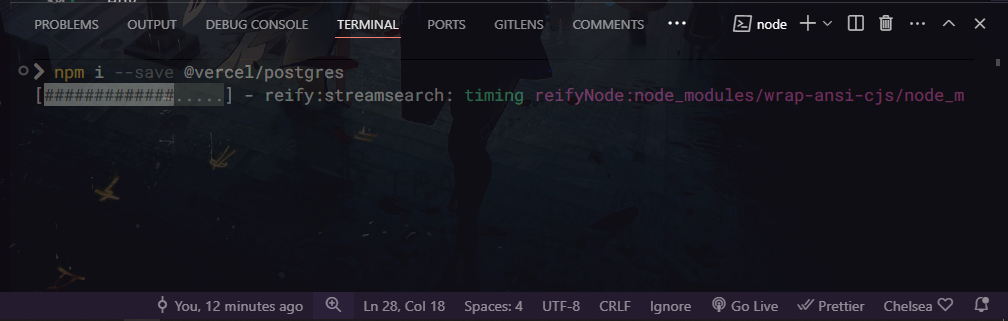 PROBLEMS OUTPUT DEBUG CONSOLE TERMINAL PORTS GITLENS COMMENTS ··· node
npm i --save @vercel/postgres
[#############.....] - reify:streamsearch: timing reifyNode:node_modules/wrap-ansi-cjs/node_m
You, 12 minutes ago Ln 28, Col 18 Spaces: 4 UTF-8 CRLF Ignore Go Live Prettier Chelsea